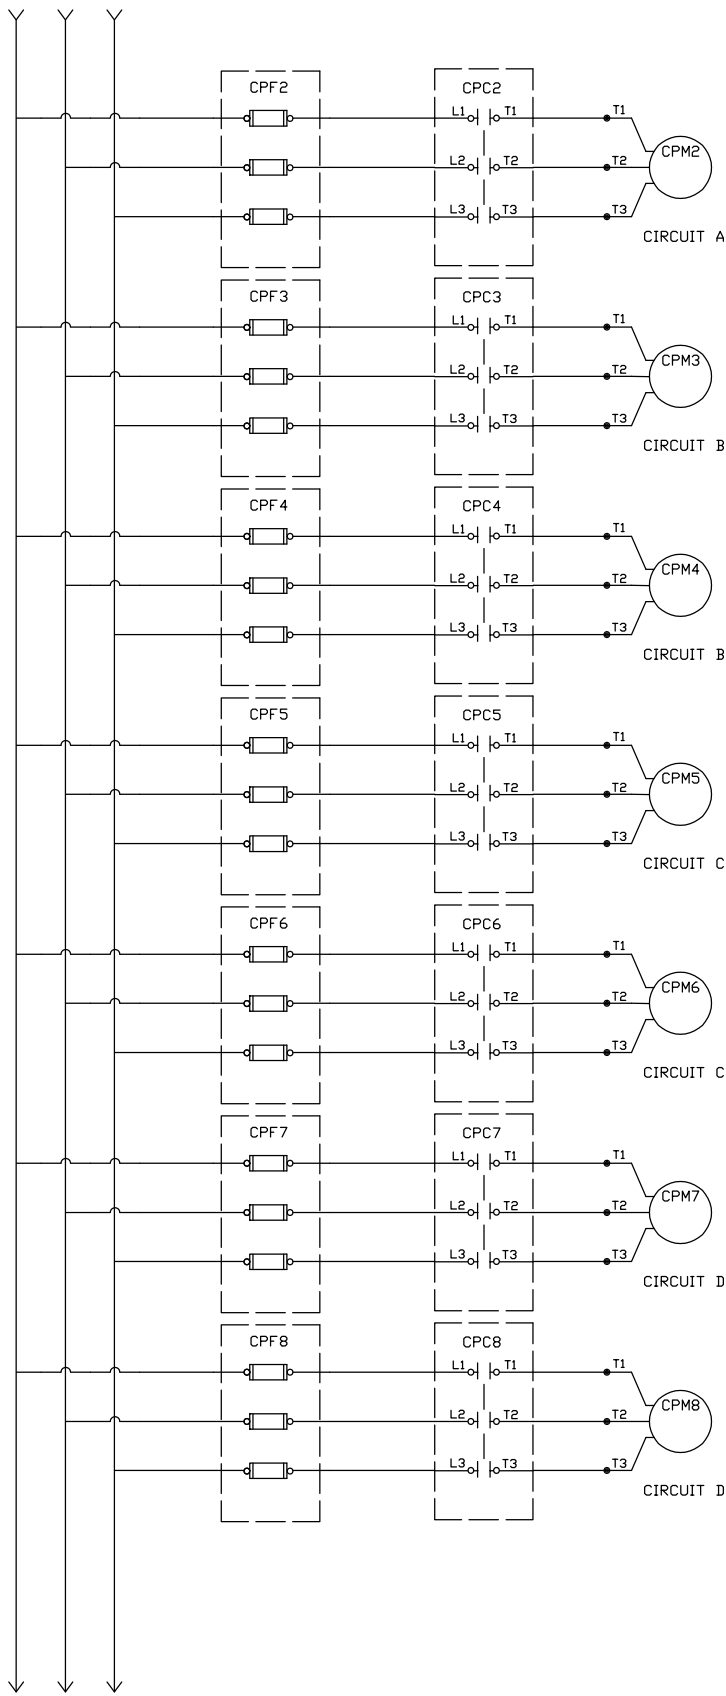 CPF2 CPC2
L1 T1 T1
CPM2
L2 T2 T2
L3 T3 T3
CIRCUIT A
CPF3 CPC3
L1 T1 T1
CPM3
L2 T2 T2
L3 T3 T3
CIRCUIT B
CPF4 CPC4
L1 T1 T1
CPM4
L2 T2 T2
L3 T3 T3
CIRCUIT B
CPF5 CPC5
L1 T1 T1
CPM5
L2 T2 T2
L3 T3 T3
CIRCUIT C
CPF6 CPC6
L1 T1 T1
CPM6
L2 T2 T2
L3 T3 T3
CIRCUIT C
CPF7 CPC7
L1 T1 T1
CPM7
L2 T2 T2
L3 T3 T3
CIRCUIT D
CPF8 CPC8
L1 T1 T1
CPM8
L2 T2 T2
L3 T3 T3
CIRCUIT D